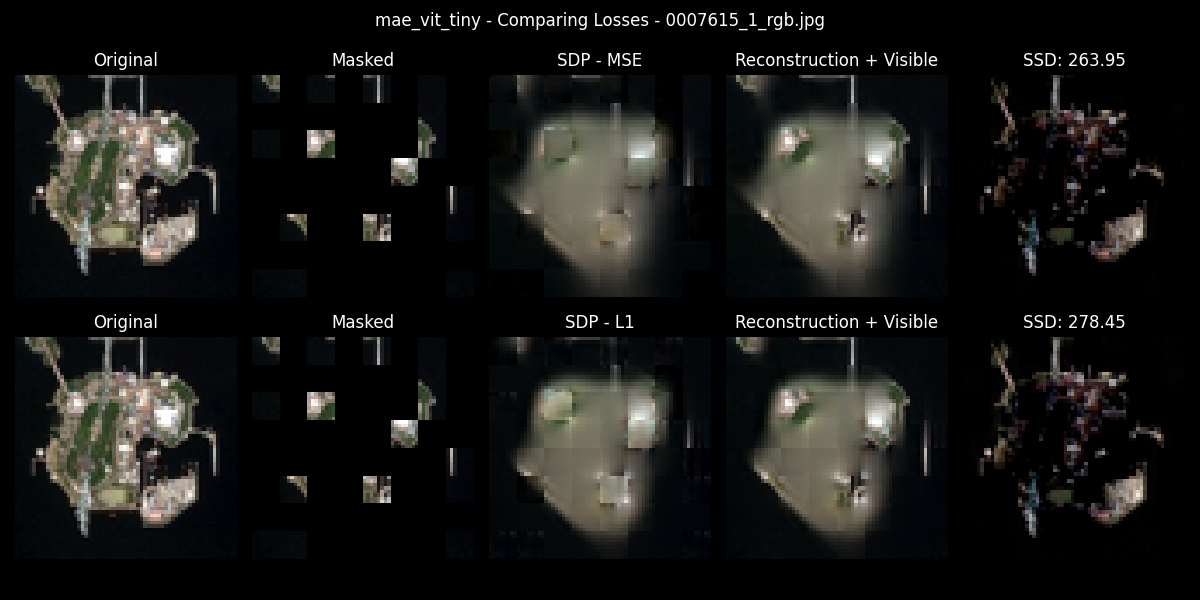 mae_vit_tiny - Comparing Losses - 0007615_1_rgb.jpg
Original Masked SDP - MSE Reconstruction + Visible SSD: 263.95
Original Masked SDP - L1 Reconstruction + Visible SSD: 278.45